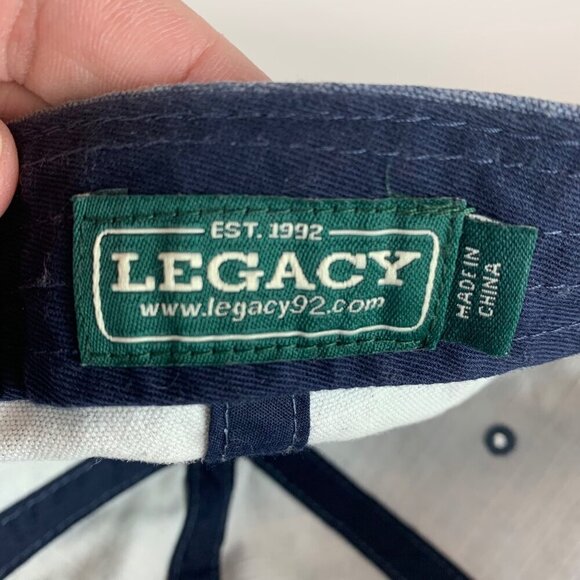 EST. 1992
LEGACY
www.legacy92.com
MADE IN
CHINA